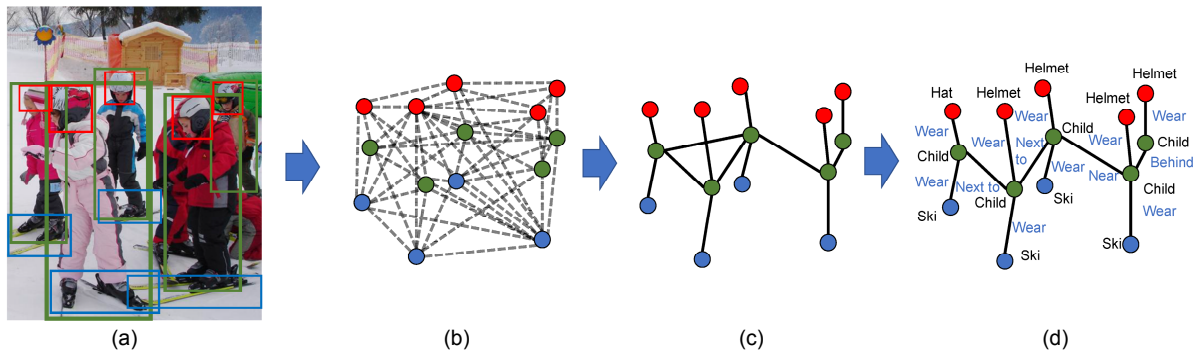 Helmet
Helmet
Hat
Helmet
Helmet
Wear
Wear
Wear
Child
Wear
Next
to
Wear
Child
Child
Wear
Near
Behind
Wear
Next to
Child
Ski
Child
Wear
Ski
Wear
Ski
Ski
(a)
(b)
(c)
(d)